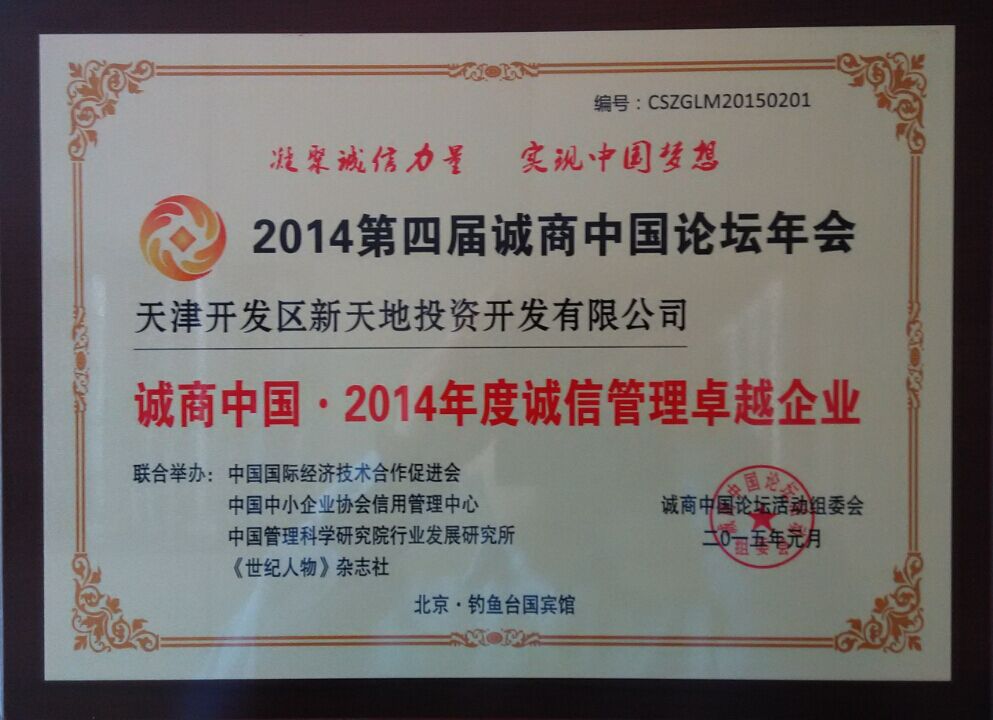 编号：CSZGLM20150201
凝聚诚信力量 实现中国梦想
2014第四届诚商中国论坛年会
天津开发区新天地投资开发有限公司
诚商中国·2014年度诚信管理卓越企业
联合举办：中国国际经济技术合作促进会
中国中小企业协会信用管理中心
中国管理科学研究院行业发展研究所
《世纪人物》杂志社
诚商中国论坛活动组委会
二0一五年元月
组委会
北京·钓鱼台国宾馆